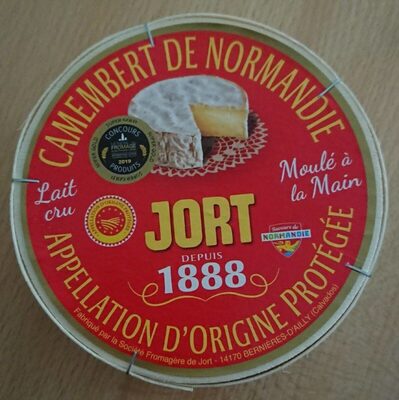 CAMEMBERT DE NORMANDIE
CONCOURS
FROMAGE
2019
PRODUITS
Lait
cru
Moulé à
la Main
JORT
NORMANDIE
DEPUIS
1888
APPELLATION D'ORIGINE PROTÉGÉE
Fabriqué par la Société Fromagère de Jort - 14170 BERNIÈRES-D'AILLY (Calvados)